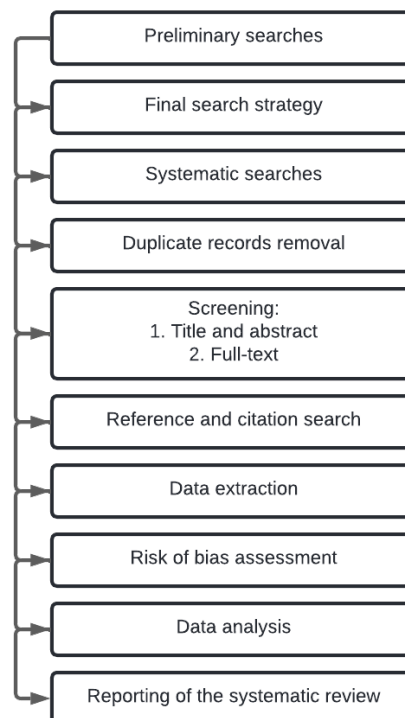 Preliminary searches
Final search strategy
Systematic searches
Duplicate records removal
Screening:
1. Title and abstract
2. Full-text
Reference and citation search
Data extraction
Risk of bias assessment
Data analysis
Reporting of the systematic review